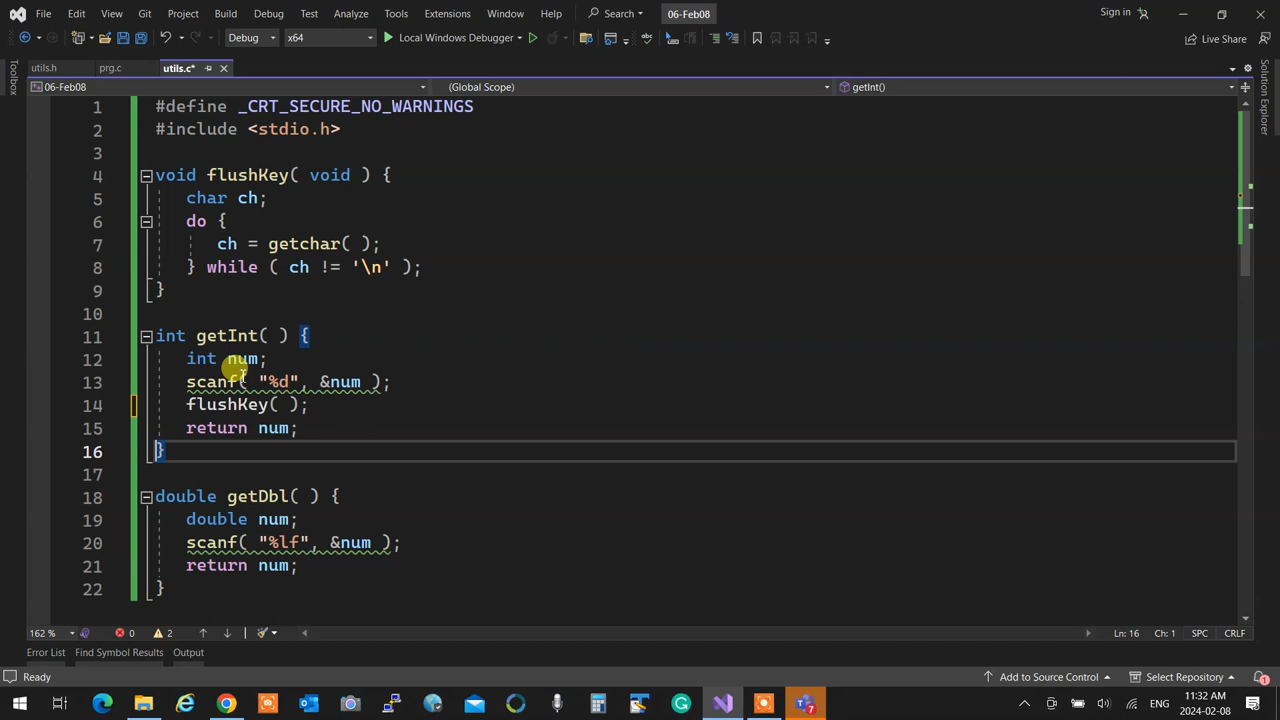 File Edit View Git Project Build Debug Test Analyze Tools Extensions Window Help Search 06-Feb08 Sign in
Debug x64 Local Windows Debugger Live Share
utils.h prg.c utils.c*
06-Feb08 (Global Scope) getInt()
Toolbox
Solution Explorer
1 #define _CRT_SECURE_NO_WARNINGS
2 #include <stdio.h>
3
4 void flushKey( void ) {
5 char ch;
6 do {
7 ch = getchar( );
8 } while ( ch != '\n' );
9 }
10
11 int getInt( ) {
12 int num;
13 scanf( "%d", &num );
14 flushKey( );
15 return num;
16 }
17
18 double getDbl( ) {
19 double num;
20 scanf( "%lf", &num );
21 return num;
22 }
162 % 0 2 Ln: 16 Ch: 1 SPC CRLF
Error List Find Symbol Results Output
Ready Add to Source Control Select Repository 1
7 ENG 11:32 AM
2024-02-08